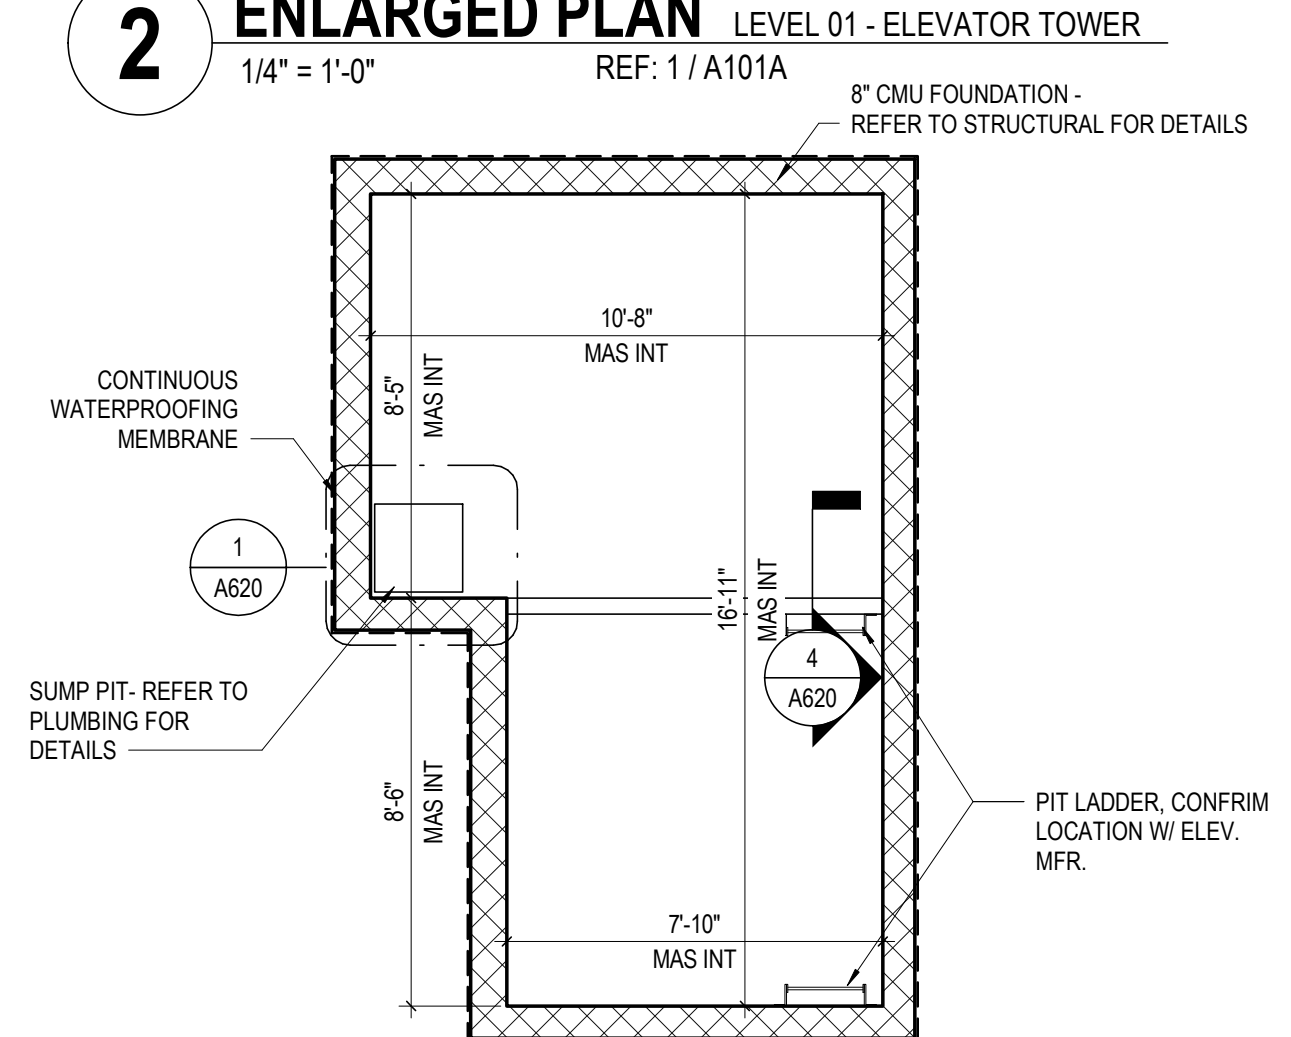 2
ENLARGED PLAN LEVEL 01 - ELEVATOR TOWER
1/4" = 1'-0" REF: 1 / A101A
8" CMU FOUNDATION -
REFER TO STRUCTURAL FOR DETAILS
10'-8"
MAS INT
8'-5"
MAS INT
CONTINUOUS
WATERPROOFING
MEMBRANE
1
A620
16'-11"
MAS INT
4
A620
SUMP PIT- REFER TO
PLUMBING FOR
DETAILS
8'-6"
MAS INT
PIT LADDER, CONFRIM
LOCATION W/ ELEV.
MFR.
7'-10"
MAS INT